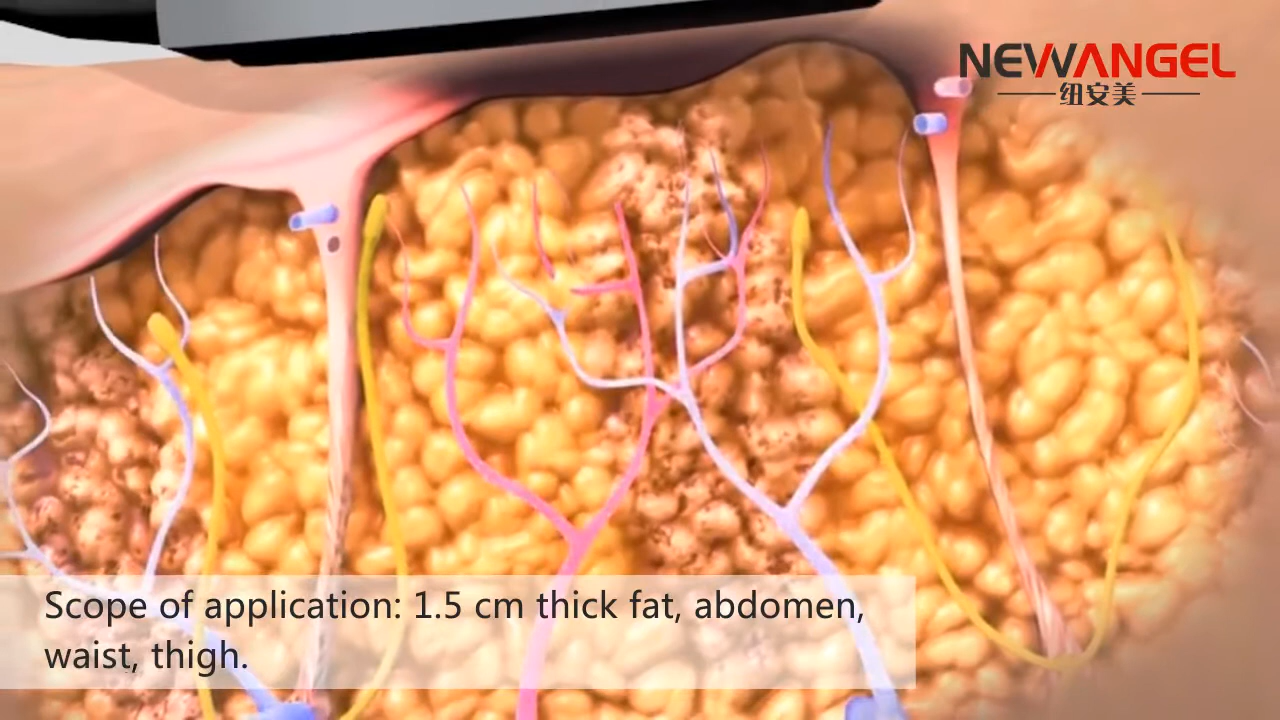 NEWANGEL
纽安美
Scope of application: 1.5 cm thick fat, abdomen,
waist, thigh.